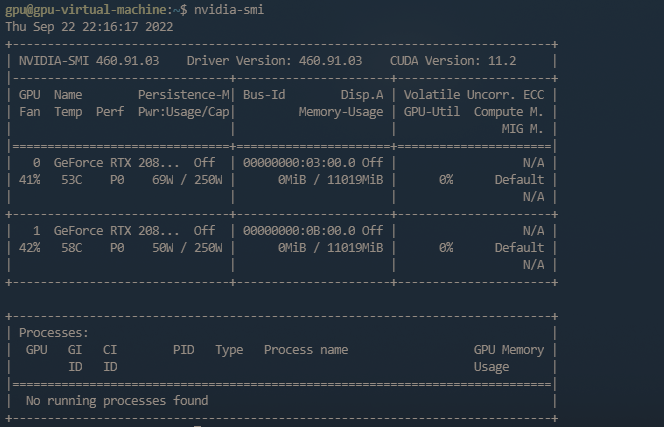 gpu@gpu-virtual-machine:~$ nvidia-smi
Thu Sep 22 22:16:17 2022
+-----------------------------------------------------------------------------+
| NVIDIA-SMI 460.91.03    Driver Version: 460.91.03    CUDA Version: 11.2     |
|-------------------------------+----------------------+----------------------+
| GPU  Name        Persistence-M| Bus-Id        Disp.A | Volatile Uncorr. ECC |
| Fan  Temp  Perf  Pwr:Usage/Cap|         Memory-Usage | GPU-Util  Compute M. |
|                               |                      |               MIG M. |
|===============================+======================+======================|
|   0  GeForce RTX 208...  Off  | 00000000:03:00.0 Off |                  N/A |
| 41%   53C    P0    69W / 250W |      0MiB / 11019MiB |      0%      Default |
|                               |                      |                  N/A |
+-------------------------------+----------------------+----------------------+
|   1  GeForce RTX 208...  Off  | 00000000:0B:00.0 Off |                  N/A |
| 42%   58C    P0    50W / 250W |      0MiB / 11019MiB |      0%      Default |
|                               |                      |                  N/A |
+-------------------------------+----------------------+----------------------+

+-----------------------------------------------------------------------------+
| Processes:                                                                  |
|  GPU   GI   CI        PID   Type   Process name                  GPU Memory |
|        ID   ID                                                   Usage      |
|=============================================================================|
|  No running processes found                                                 |
+-----------------------------------------------------------------------------+